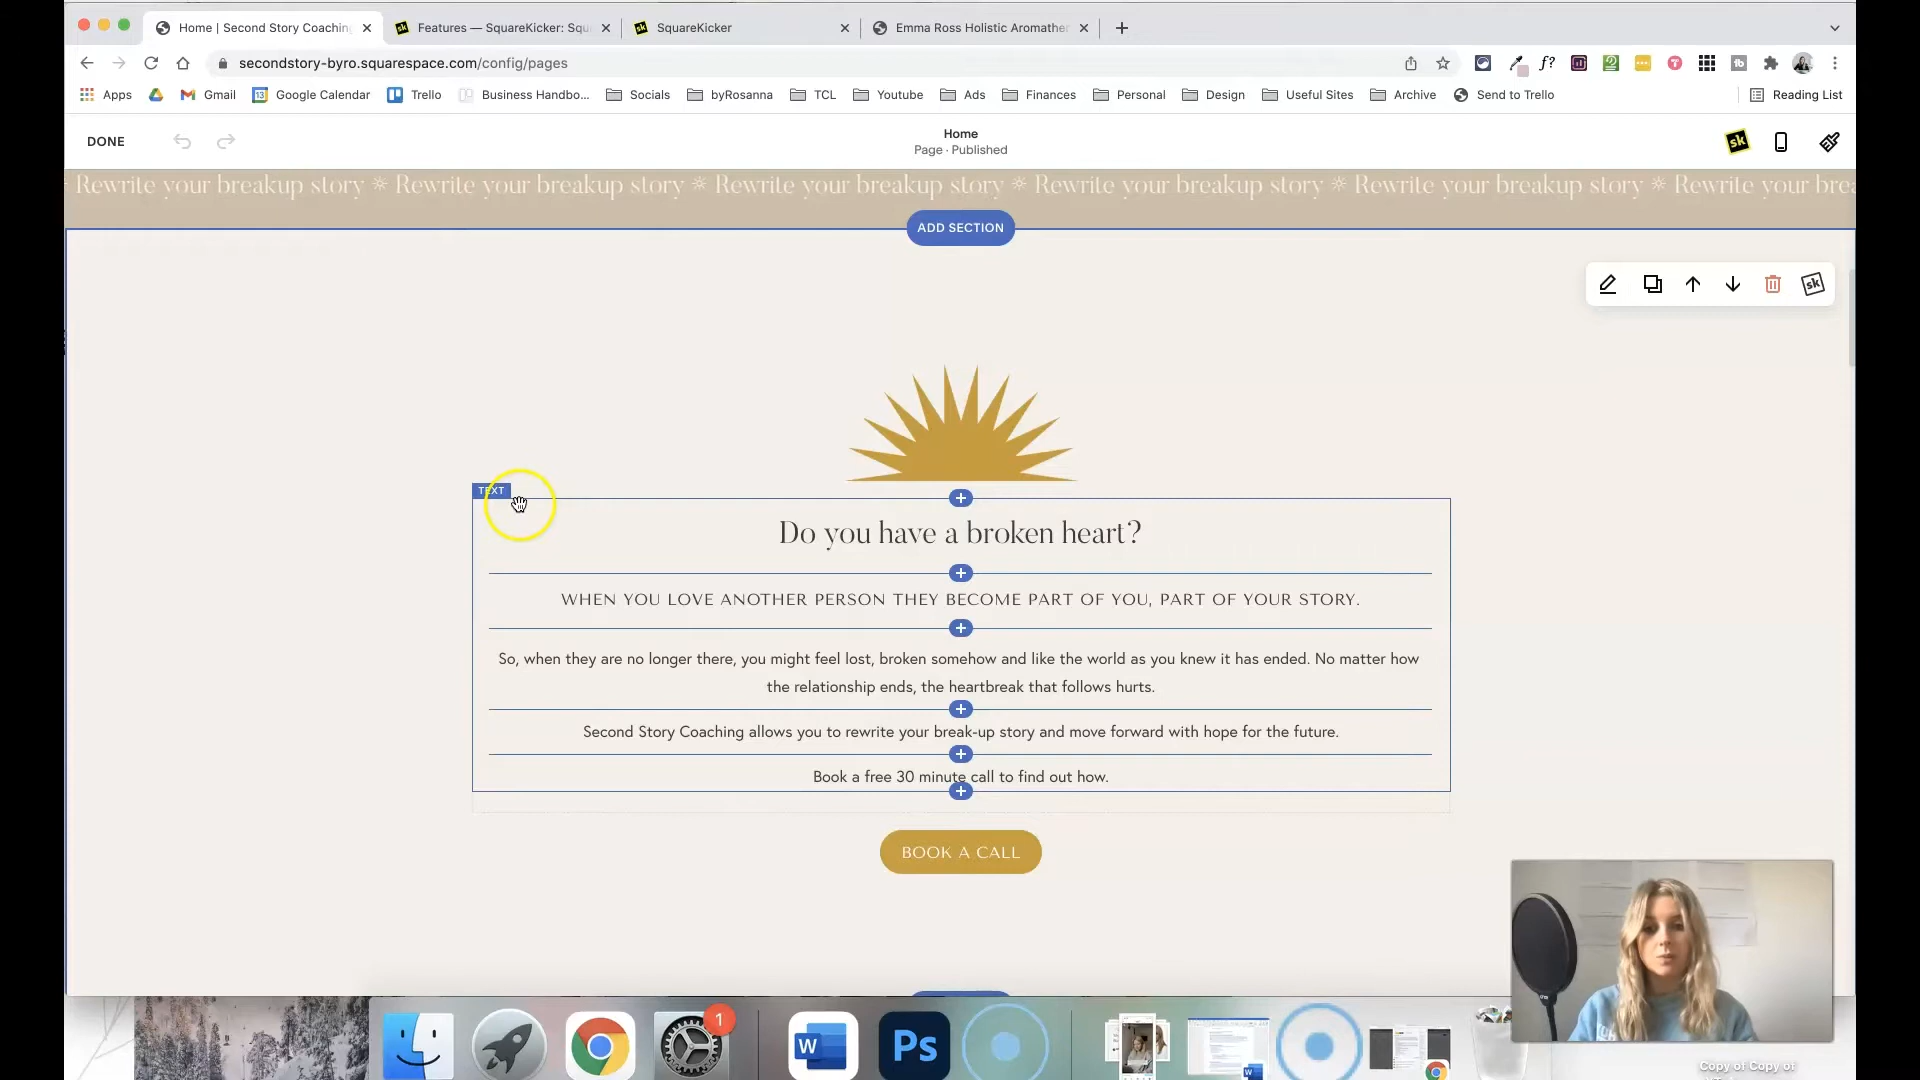 Home | Second Story Coaching
Features — SquareKicker: Squ
SquareKicker
Emma Ross Holistic Aromather
secondstory-byro.squarespace.com/config/pages
Apps
Gmail
Google Calendar
Trello
Business Handbo...
Socials
byRosanna
TCL
Youtube
Ads
Finances
Personal
Design
Useful Sites
Archive
Send to Trello
Reading List
DONE
Home
Page · Published
sk
Rewrite your breakup story ☼ Rewrite your breakup story ☼ Rewrite your breakup story ☼ Rewrite your breakup story ☼ Rewrite your breakup story ☼ Rewrite your brea
ADD SECTION
sk
TEXT
Do you have a broken heart?
WHEN YOU LOVE ANOTHER PERSON THEY BECOME PART OF YOU, PART OF YOUR STORY.
So, when they are no longer there, you might feel lost, broken somehow and like the world as you knew it has ended. No matter how
the relationship ends, the heartbreak that follows hurts.
Second Story Coaching allows you to rewrite your break-up story and move forward with hope for the future.
Book a free 30 minute call to find out how.
BOOK A CALL
1
W
Ps
Copy of Copy of